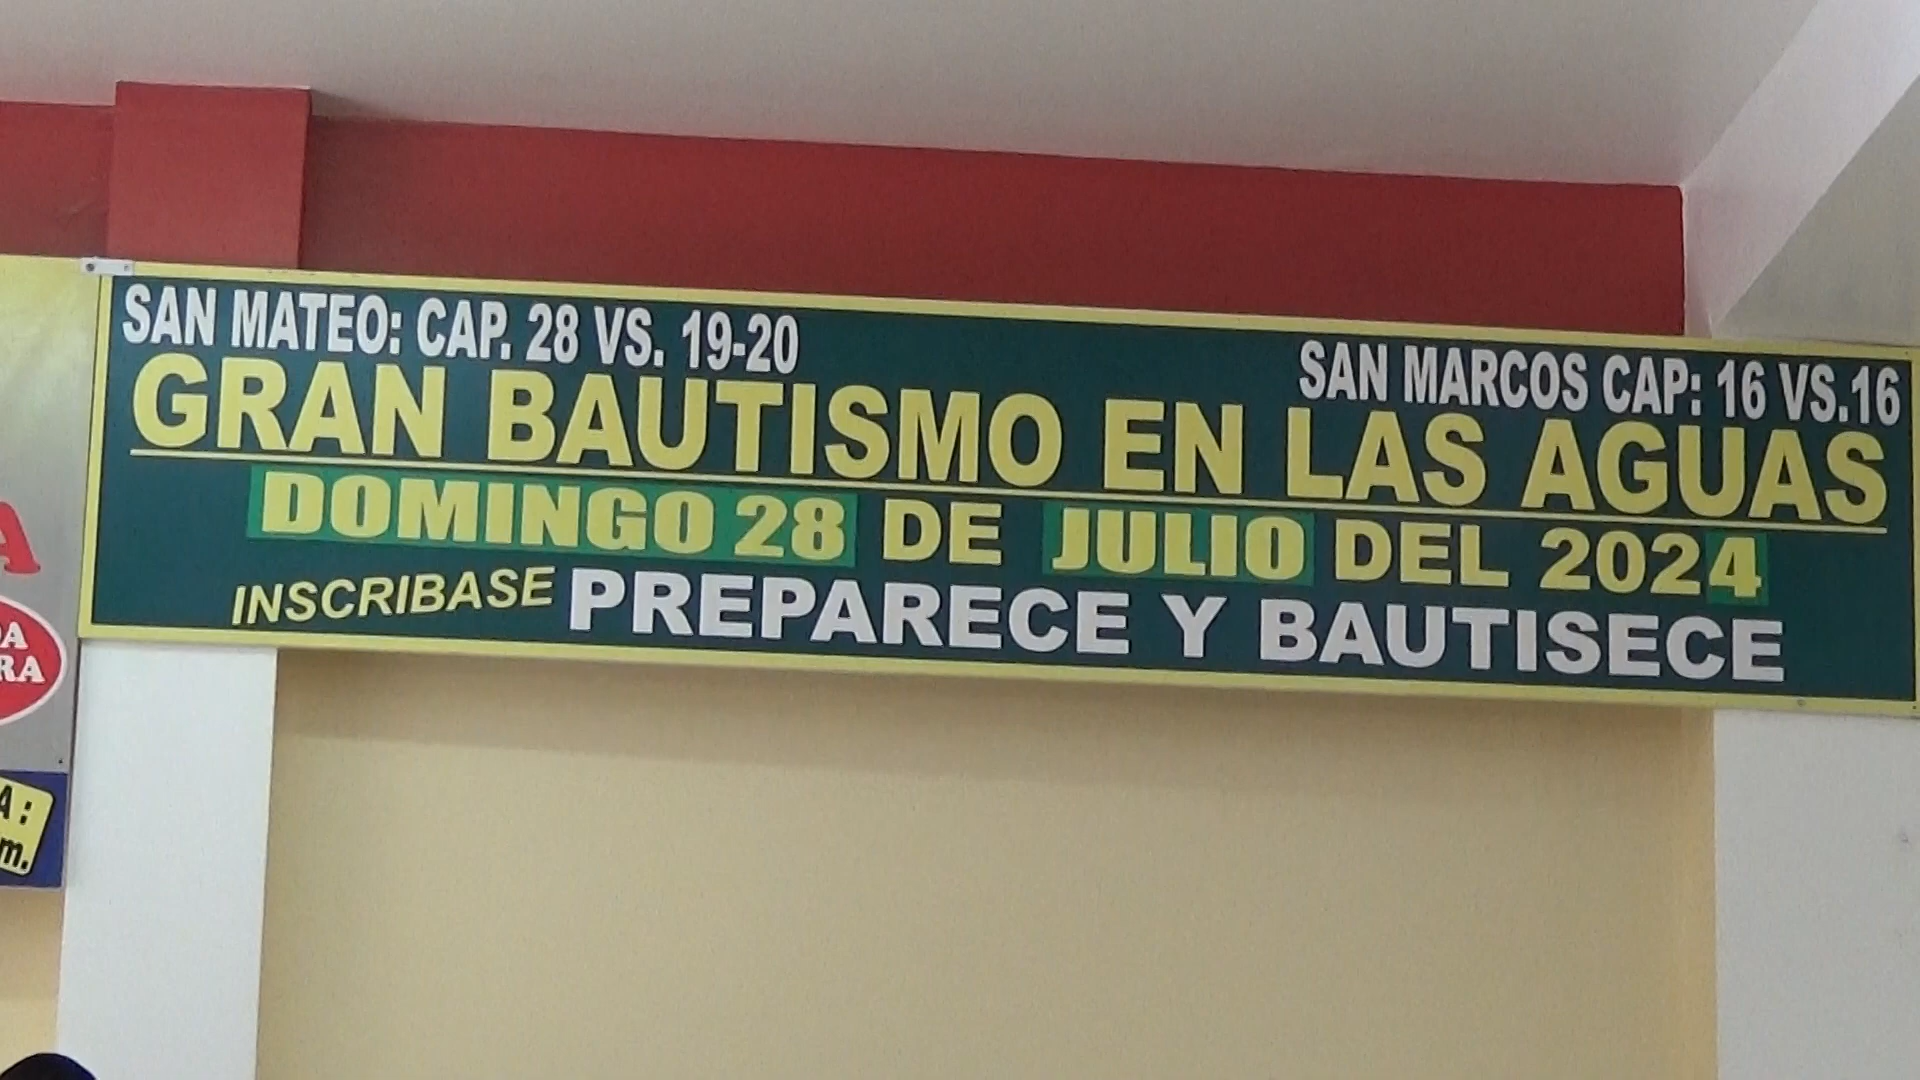 SAN MATEO: CAP. 28 VS. 19-20
SAN MARCOS CAP: 16 VS.16
GRAN BAUTISMO EN LAS AGUAS
DOMINGO 28 DE JULIO DEL 2024
INSCRIBASE PREPARECE Y BAUTISECE
A:
m.